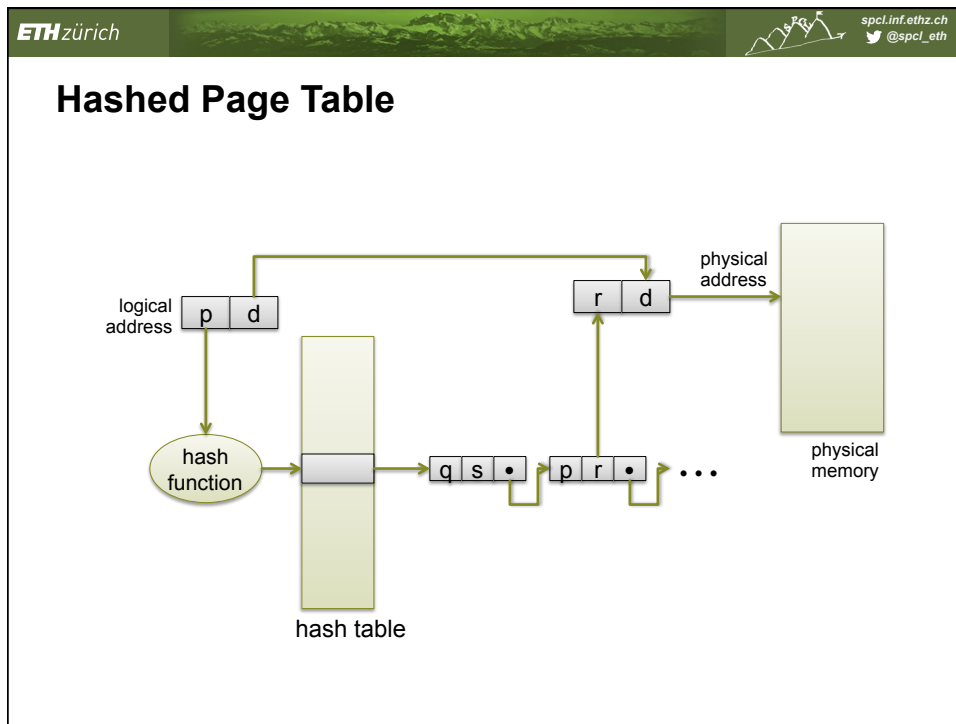 ETH zürich
spcl
spcl.inf.ethz.ch
@spcl_eth
Hashed Page Table
logical
address
p d
r d
physical
address
hash
function
q s •
p r •
...
physical
memory
hash table